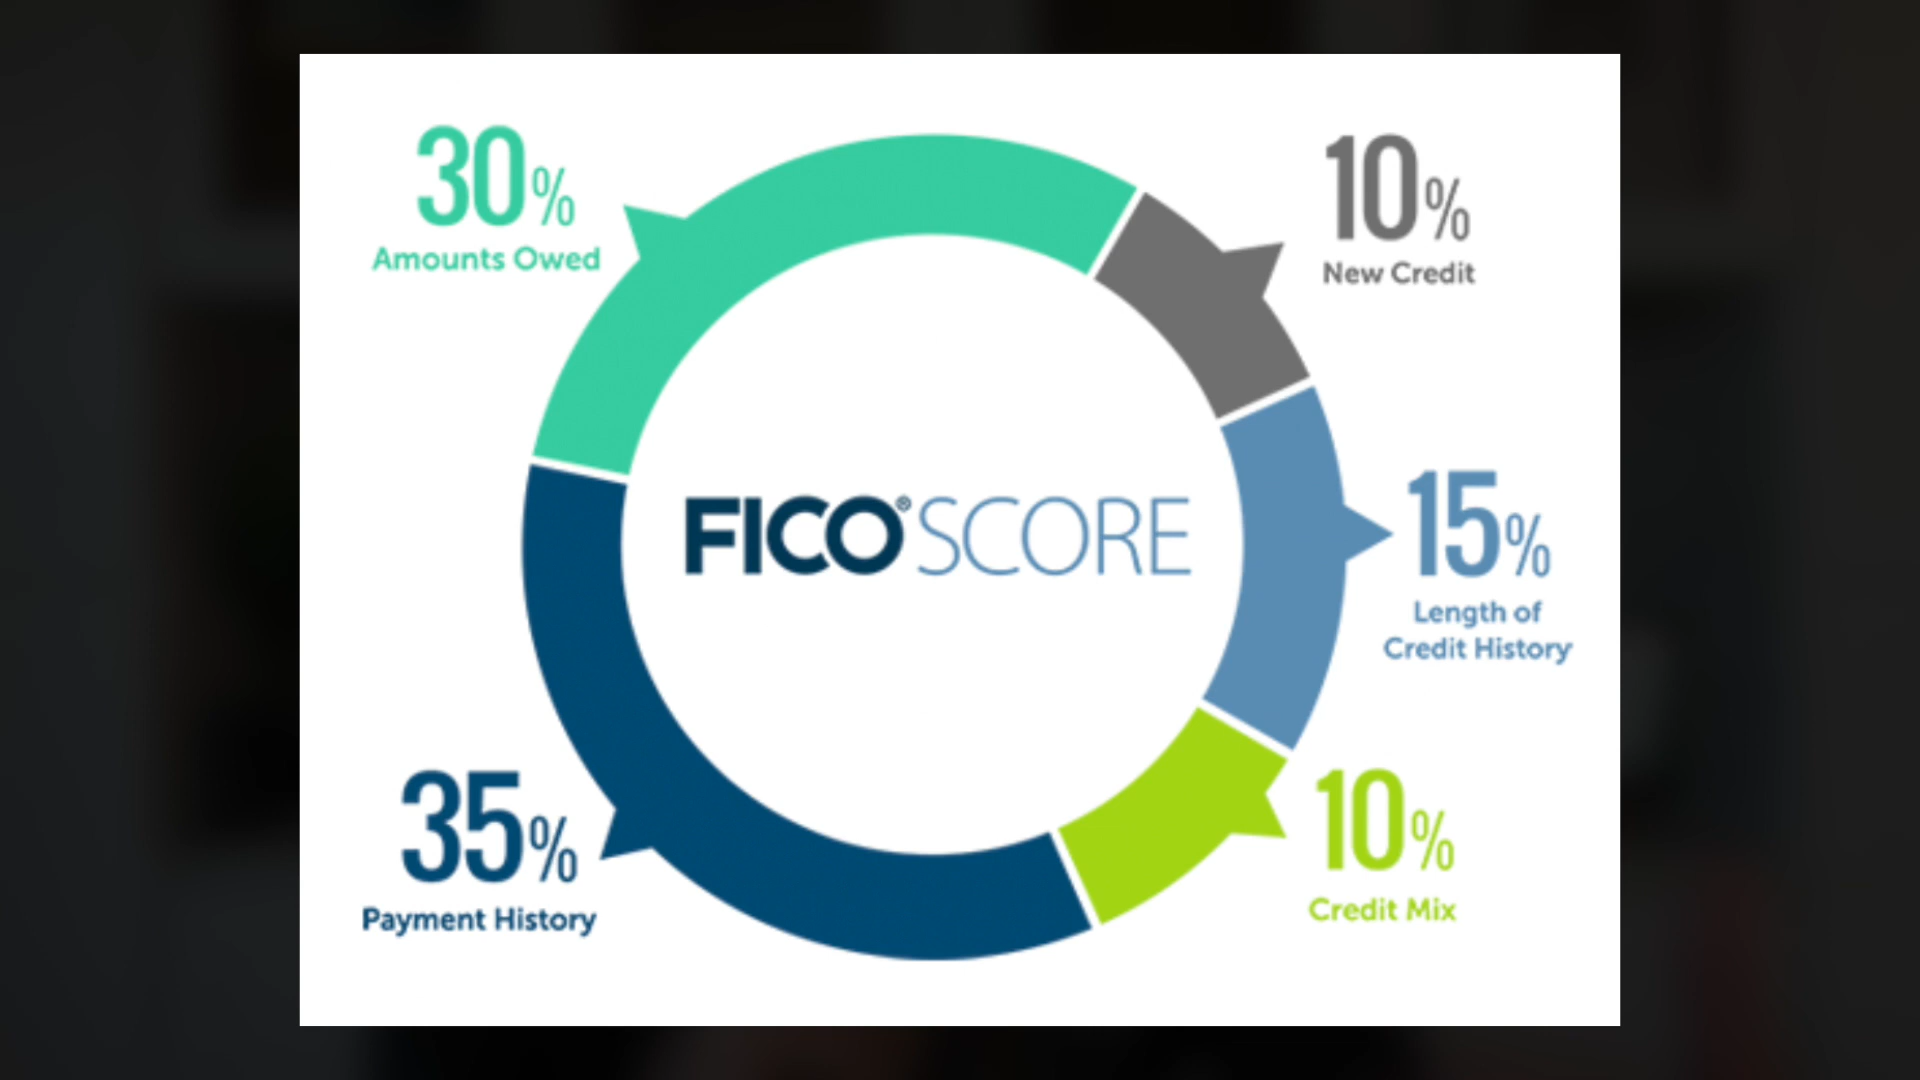 30%
Amounts Owed
10%
New Credit
FICO® SCORE
15%
Length of
Credit History
35%
Payment History
10%
Credit Mix